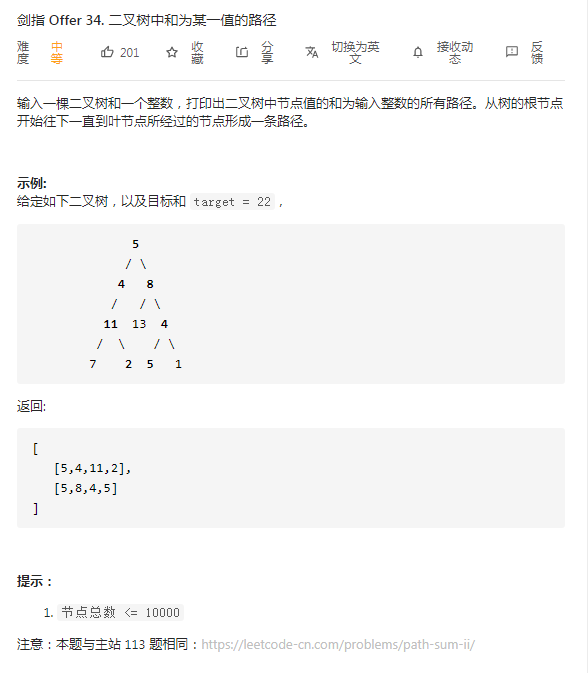 剑指 Offer 34. 二叉树中和为某一值的路径
难度 中等 201 收藏 分享 切换为英文 接收动态 反馈
输入一棵二叉树和一个整数，打印出二叉树中节点值的和为输入整数的所有路径。从树的根节点
开始往下一直到叶节点所经过的节点形成一条路径。
示例:
给定如下二叉树，以及目标和 target = 22，
5
/ \
4 8
/ / \
11 13 4
/ \ / \
7 2 5 1
返回:
[
[5,4,11,2],
[5,8,4,5]
]
提示：
1. 节点总数 <= 10000
注意：本题与主站 113 题相同：https://leetcode-cn.com/problems/path-sum-ii/